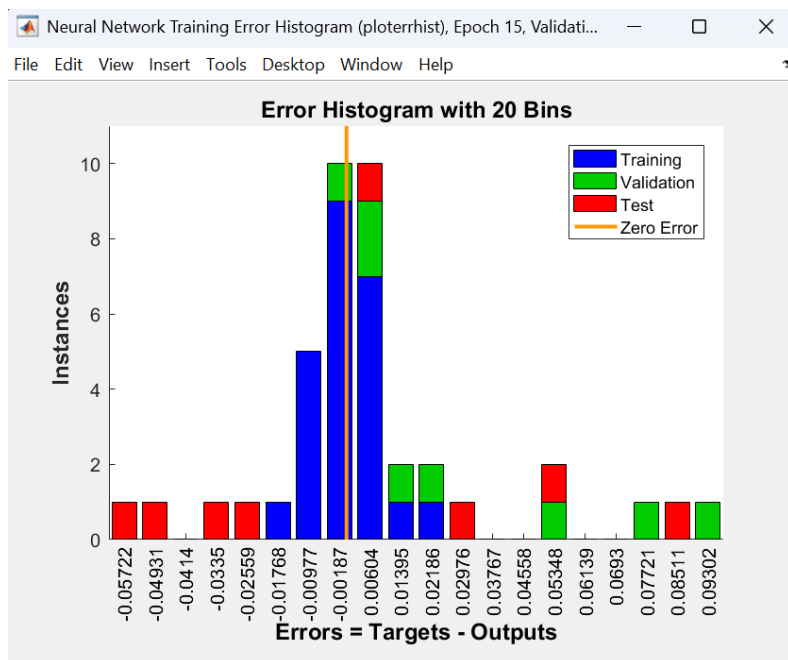 Neural Network Training Error Histogram (ploterrhist), Epoch 15, Validati...
File Edit View Insert Tools Desktop Window Help
Error Histogram with 20 Bins
10
8
6
4
2
0
Instances
Training
Validation
Test
Zero Error
-0.05722
-0.04931
-0.0414
-0.0335
-0.02559
-0.01768
-0.00977
-0.00187
0.00604
0.01395
0.02186
0.02976
0.03767
0.04558
0.05348
0.06139
0.0693
0.07721
0.08511
0.09302
Errors = Targets - Outputs